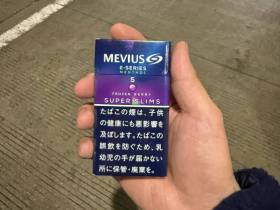 MEVIUS
E-SERIES
MENTHOL
5
FROZEN BERRY
SUPER SLIMS
たばこの煙は、子供
の健康にも悪影響を
及ぼします。たばこの
誤飲を防ぐため、乳
幼児の手が届かない
所に保管・廃棄を。